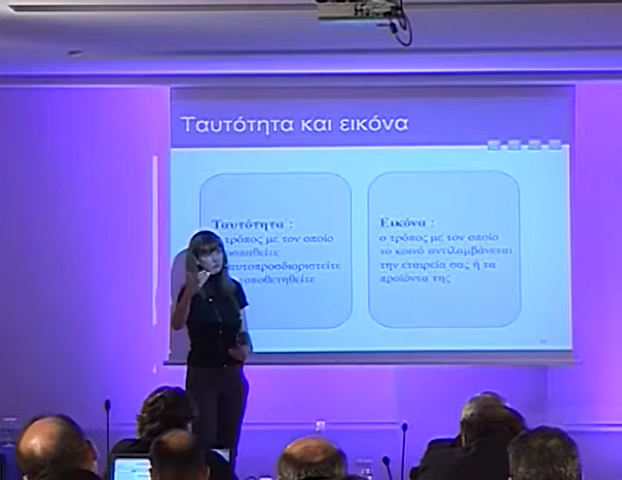 Ταυτότητα και εικόνα
Ταυτότητα :
τρόπος με τον οποίο
αυτοπροσδιοριστείτε
Εικόνα :
ο τρόπος με τον οποίο
το κοινό αντιλαμβάνεται
την εταιρεία σας ή τα
προϊόντα της